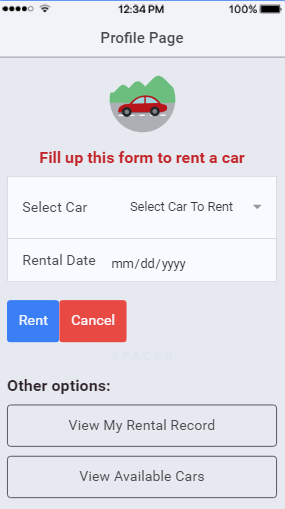 12:34 PM 100%
Profile Page
Fill up this form to rent a car
Select Car Select Car To Rent
Rental Date mm/dd/yyyy
Rent Cancel
Other options:
View My Rental Record
View Available Cars